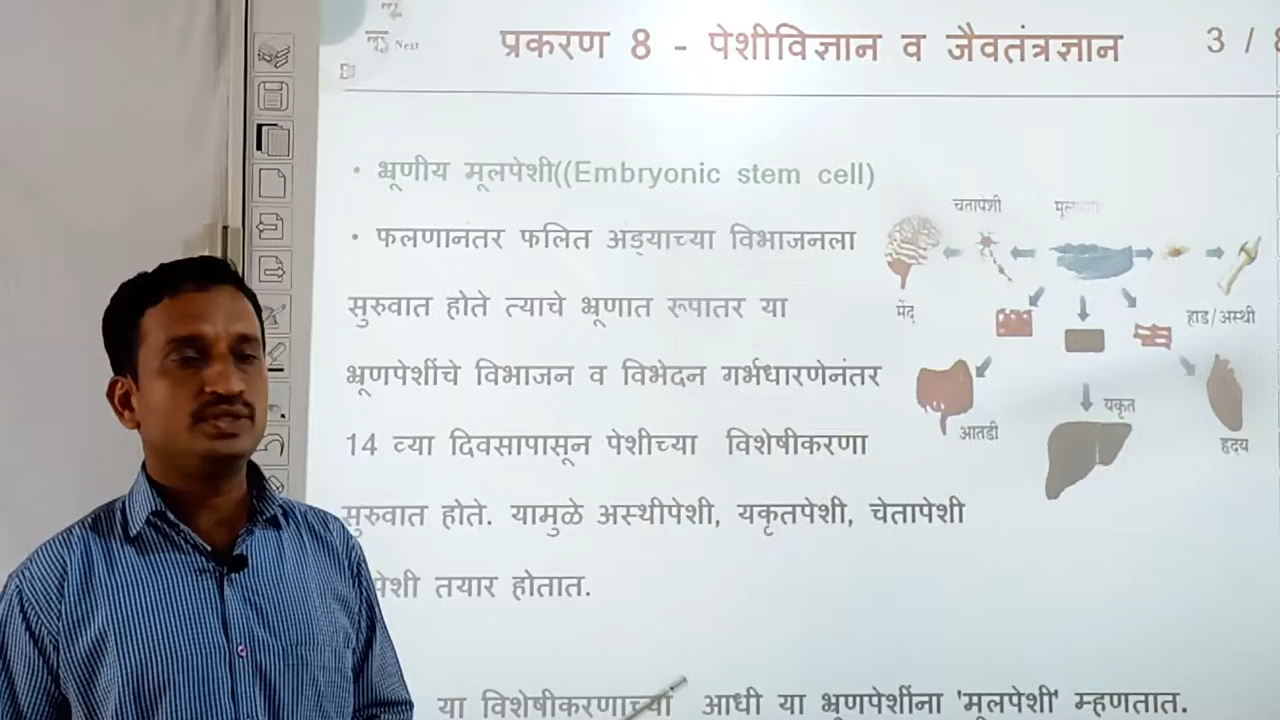 Next
प्रकरण 8 - पेशीविज्ञान व जैवतंत्रज्ञान
3 / 8
• भ्रूणीय मूलपेशी((Embryonic stem cell)
• फलणानंतर फलित अंड्याच्या विभाजनला
सुरुवात होते त्याचे भ्रूणात रूपातर या
भ्रूणपेशींचे विभाजन व विभेदन गर्भधारणेनंतर
14 व्या दिवसापासून पेशीच्या विशेषीकरणा
सुरुवात होते. यामुळे अस्थीपेशी, यकृतपेशी, चेतापेशी
पेशी तयार होतात.
या विशेषीकरणाच्या आधी या भ्रूणपेशींना 'मूलपेशी' म्हणतात.
चेतापेशी
मेंदू
हाड/अस्थी
आतडी
यकृत
हृदय